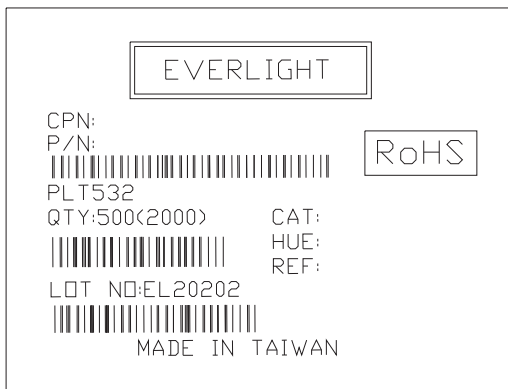 EVERLIGHT
CPN:
P/N:
RoHS
PLT532
QTY:500(2000)
CAT:
HUE:
REF:
LOT NO:EL20202
MADE IN TAIWAN